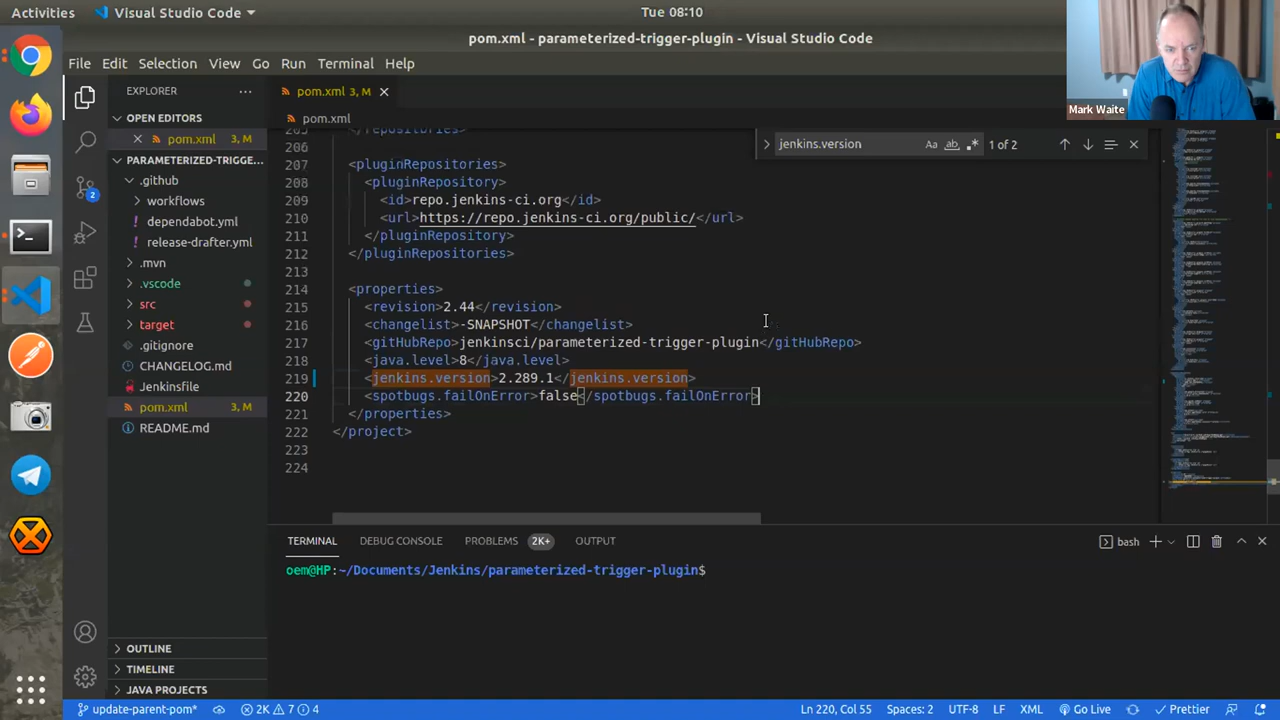 Activities
Visual Studio Code
Tue 08:10
pom.xml - parameterized-trigger-plugin - Visual Studio Code
File Edit Selection View Go Run Terminal Help
Mark Waite
EXPLORER
OPEN EDITORS
pom.xml 3, M
PARAMETERIZED-TRIGGE...
.github
workflows
dependabot.yml
release-drafter.yml
.mvn
.vscode
src
target
.gitignore
CHANGELOG.md
Jenkinsfile
pom.xml 3, M
README.md
OUTLINE
TIMELINE
JAVA PROJECTS
2
pom.xml 3, M
pom.xml
jenkins.version
Aa ab
1 of 2
205 </repositories>
206
207 <pluginRepositories>
208 <pluginRepository>
209 <id>repo.jenkins-ci.org</id>
210 <url>https://repo.jenkins-ci.org/public/</url>
211 </pluginRepository>
212 </pluginRepositories>
213
214 <properties>
215 <revision>2.44</revision>
216 <changelist>-SNAPSHOT</changelist>
217 <gitHubRepo>jenkinsci/parameterized-trigger-plugin</gitHubRepo>
218 <java.level>8</java.level>
219 <jenkins.version>2.289.1</jenkins.version>
220 <spotbugs.failOnError>false</spotbugs.failOnError>
221 </properties>
222 </project>
223
224
TERMINAL DEBUG CONSOLE PROBLEMS 2K+ OUTPUT
bash
oem@HP:~/Documents/Jenkins/parameterized-trigger-plugin$
update-parent-pom* 2K 7 4
Ln 220, Col 55 Spaces: 2 UTF-8 LF XML Go Live Prettier